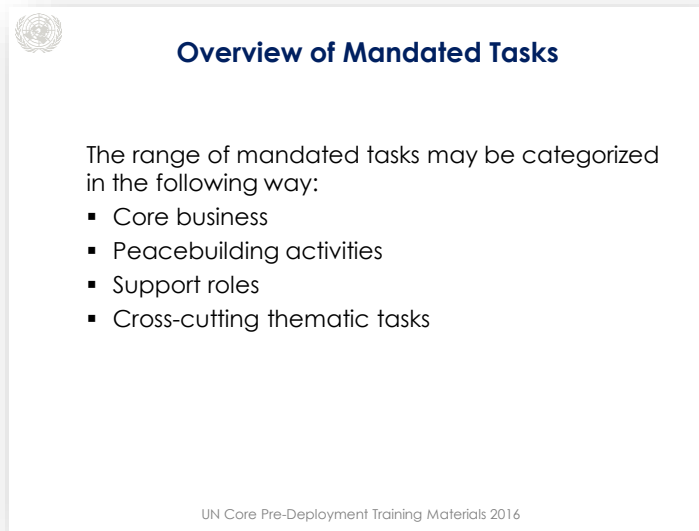 Overview of Mandated Tasks
The range of mandated tasks may be categorized
in the following way:
▪ Core business
▪ Peacebuilding activities
▪ Support roles
▪ Cross-cutting thematic tasks
UN Core Pre-Deployment Training Materials 2016